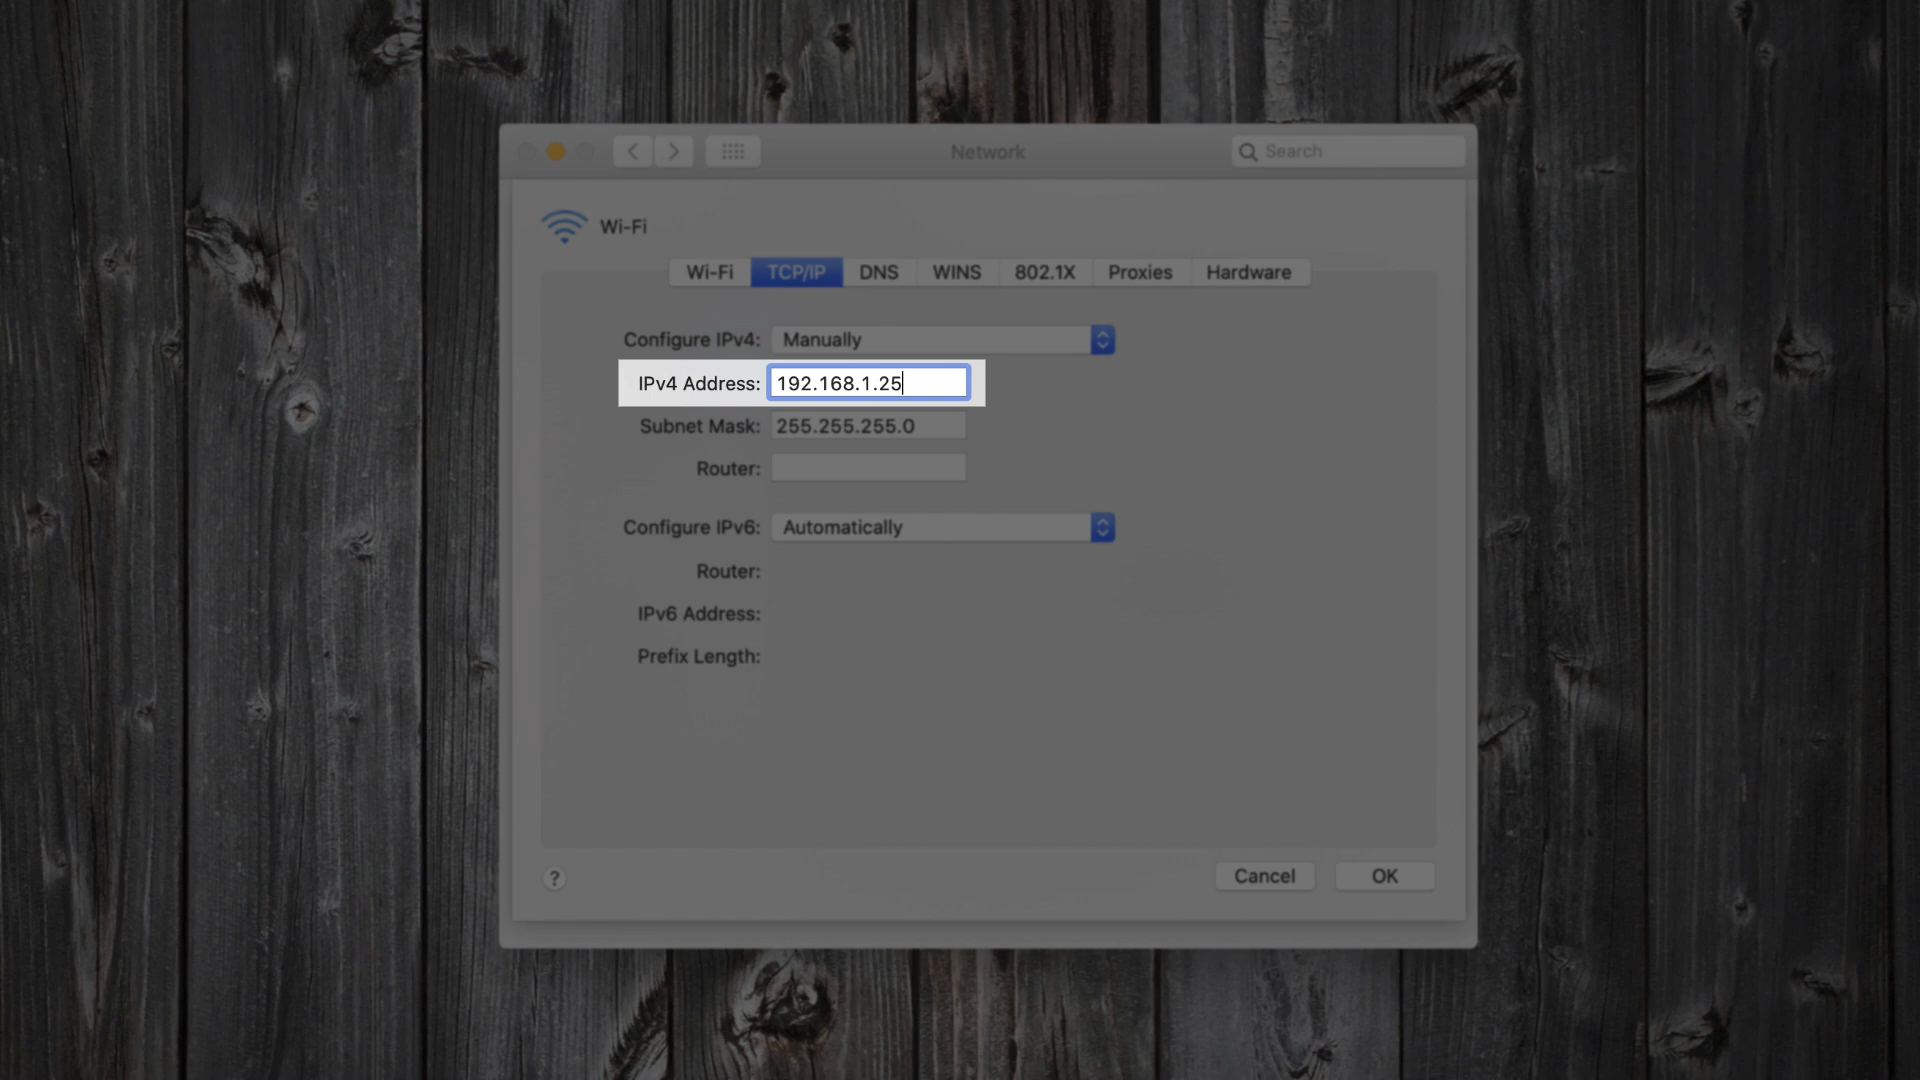 Network
Search
Wi-Fi
Wi-Fi TCP/IP DNS WINS 802.1X Proxies Hardware
Configure IPv4: Manually
IPv4 Address: 192.168.1.25
Subnet Mask: 255.255.255.0
Router:
Configure IPv6: Automatically
Router:
IPv6 Address:
Prefix Length:
? Cancel OK